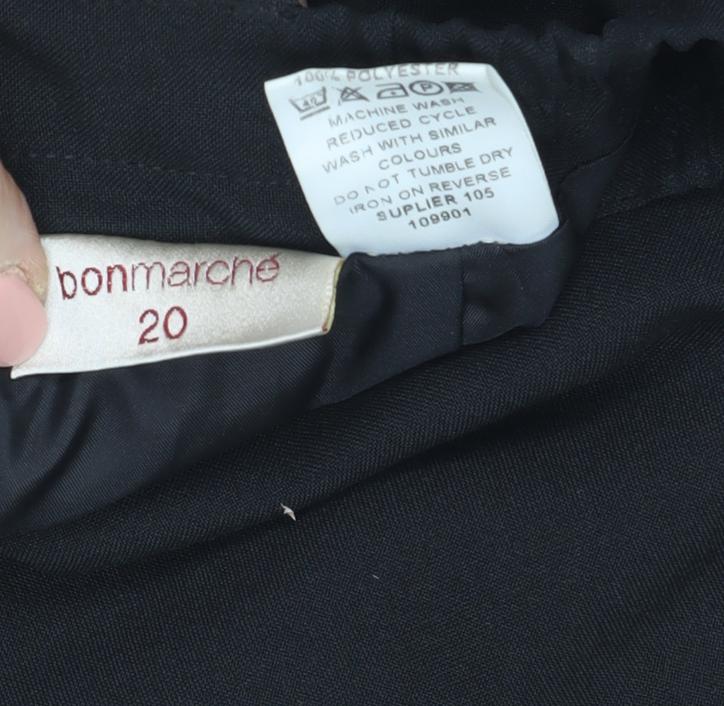 100% POLYESTER
40 P
MACHINE WASH
REDUCED CYCLE
WASH WITH SIMILAR
COLOURS
DO NOT TUMBLE DRY
IRON ON REVERSE
SUPLIER 105
109901
bonmarché
20